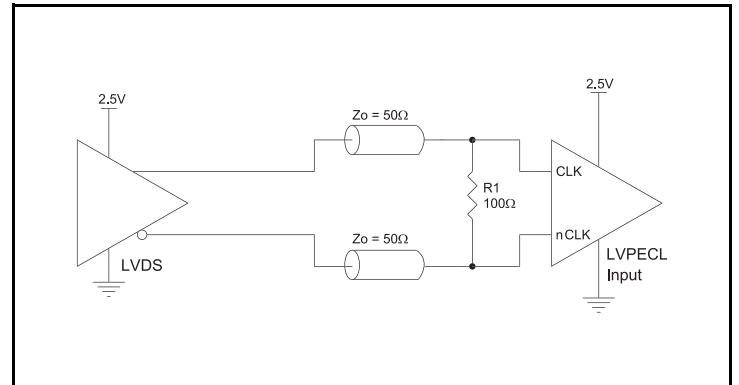 2.5V
2.5V
Zo = 50Ω
CLK
R1
100Ω
Zo = 50Ω
nCLK
LVPECL
Input
LVDS